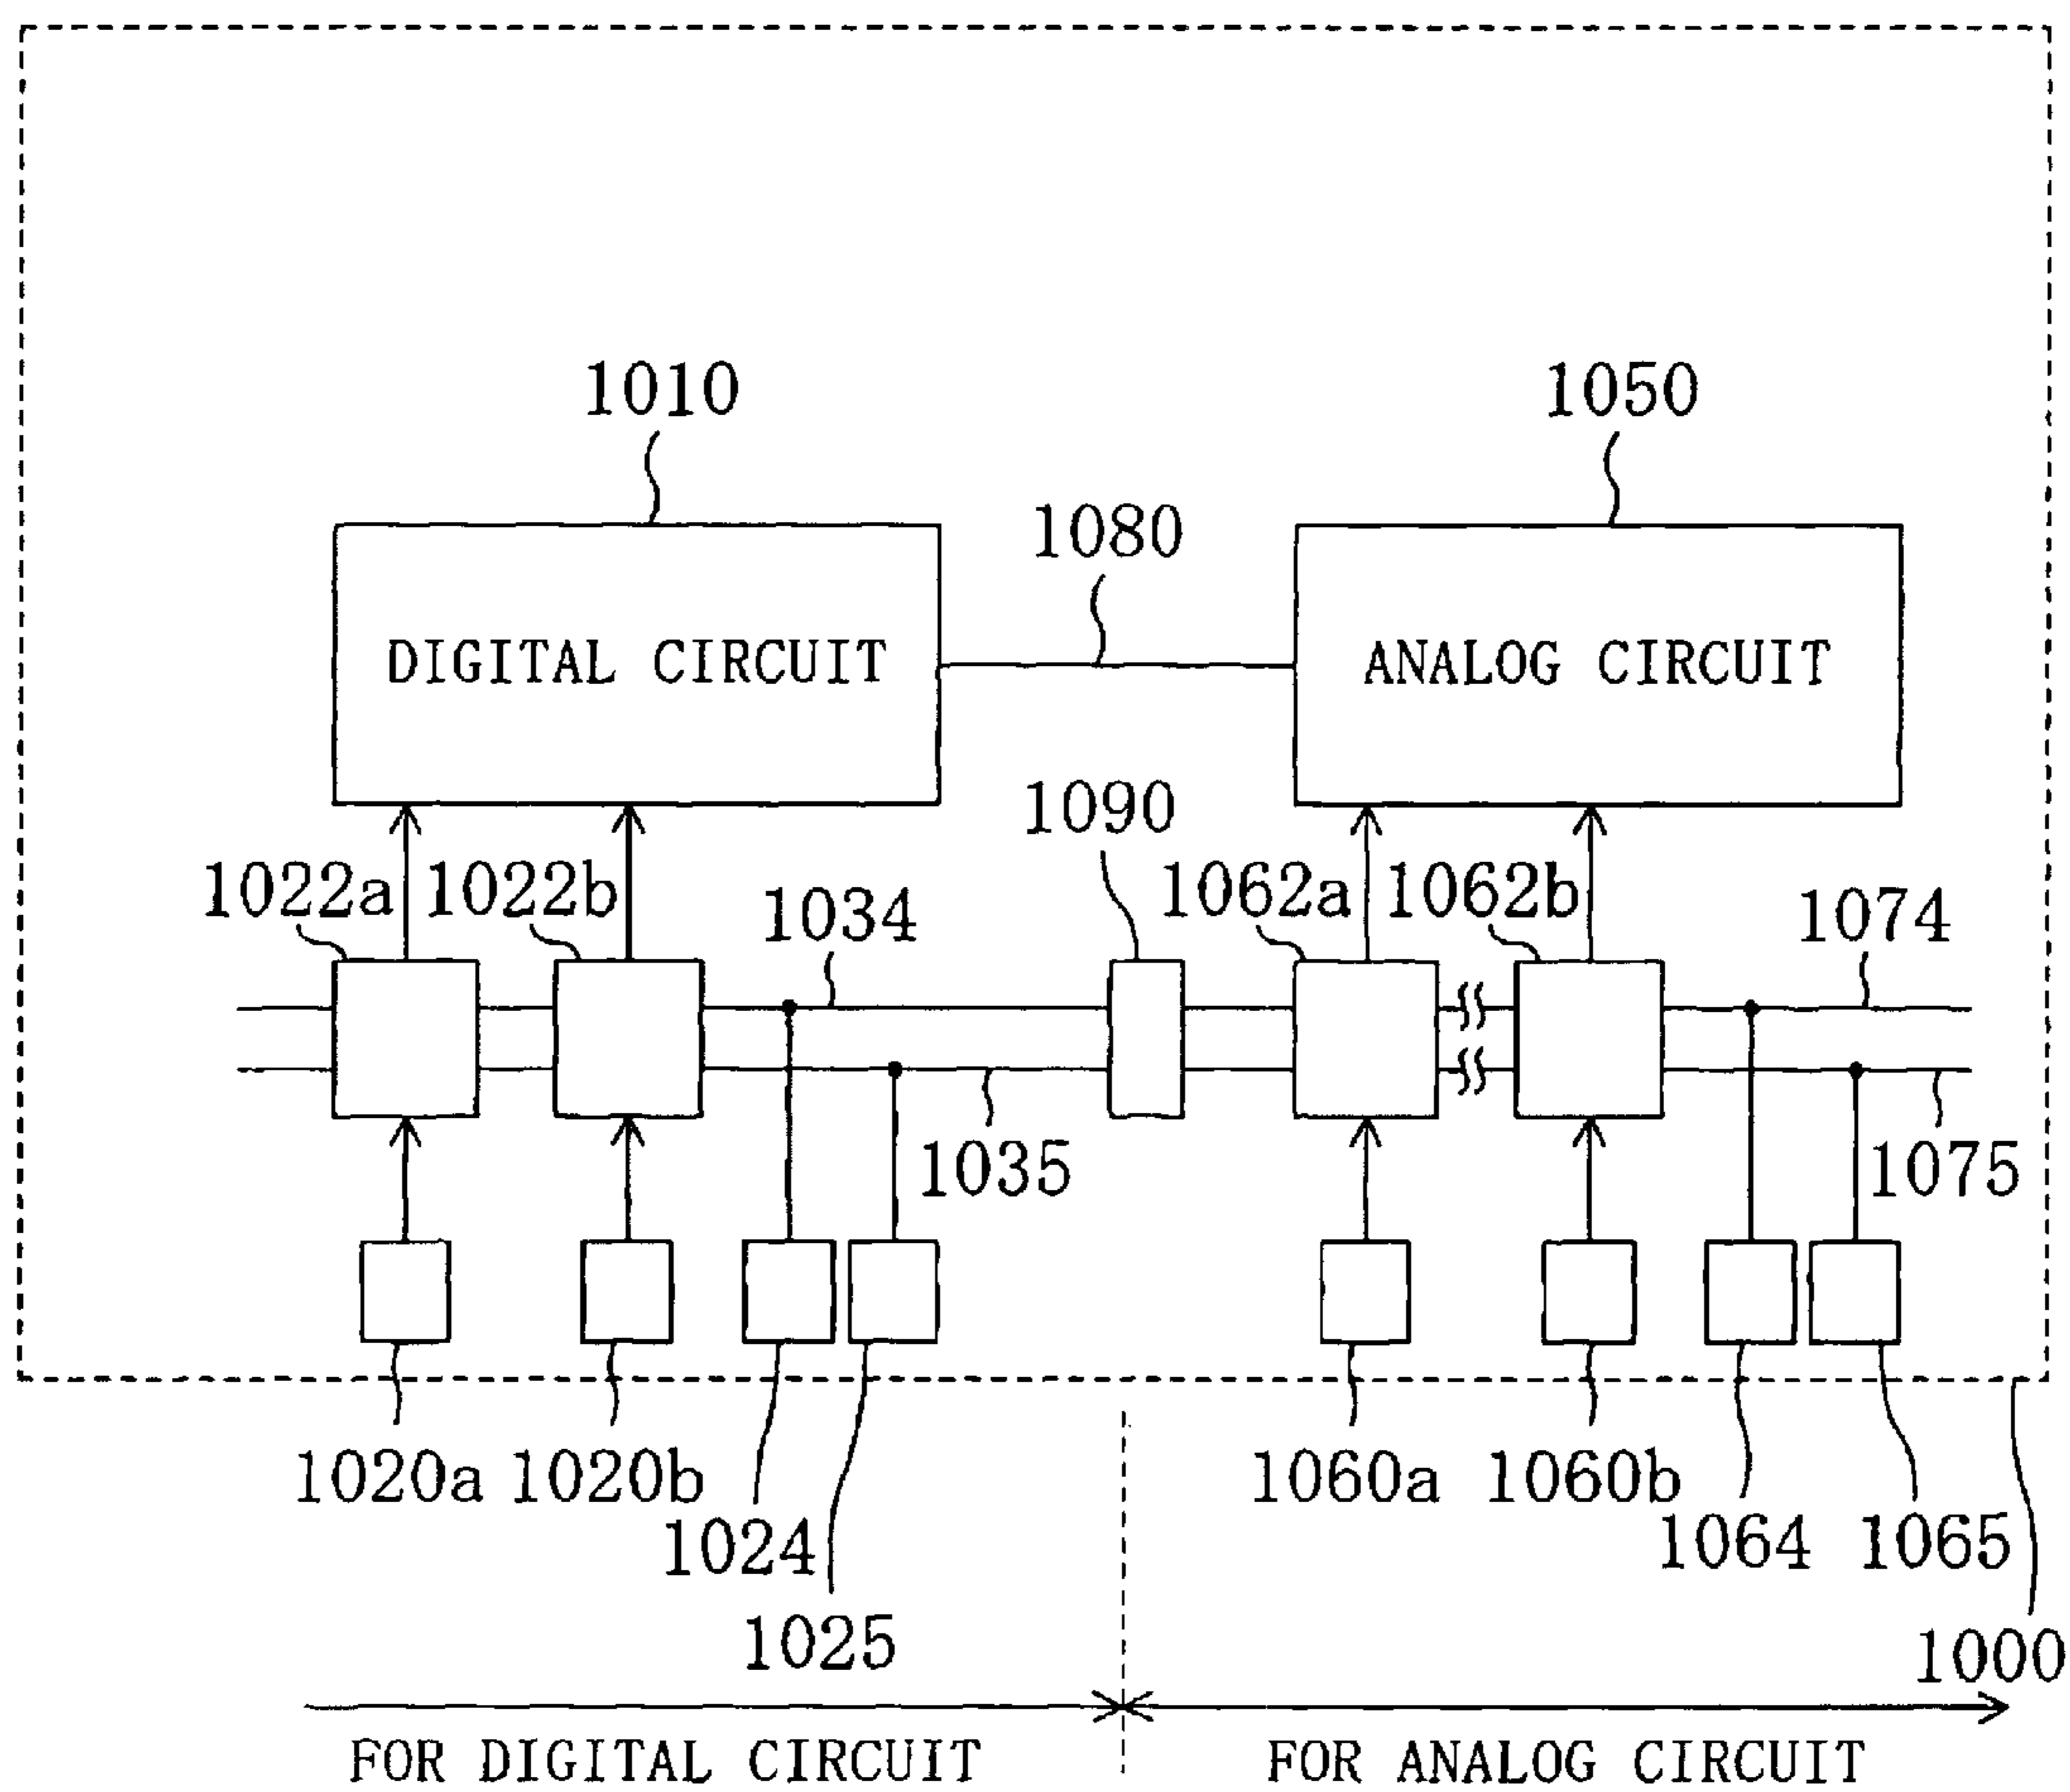 1010
1050
1080
DIGITAL CIRCUIT
ANALOG CIRCUIT
1090
1022a
1022b
1034
1062a
1062b
1074
1035
1075
1020a
1020b
1024
1025
1060a
1060b
1064
1065
1000
FOR DIGITAL CIRCUIT
FOR ANALOG CIRCUIT